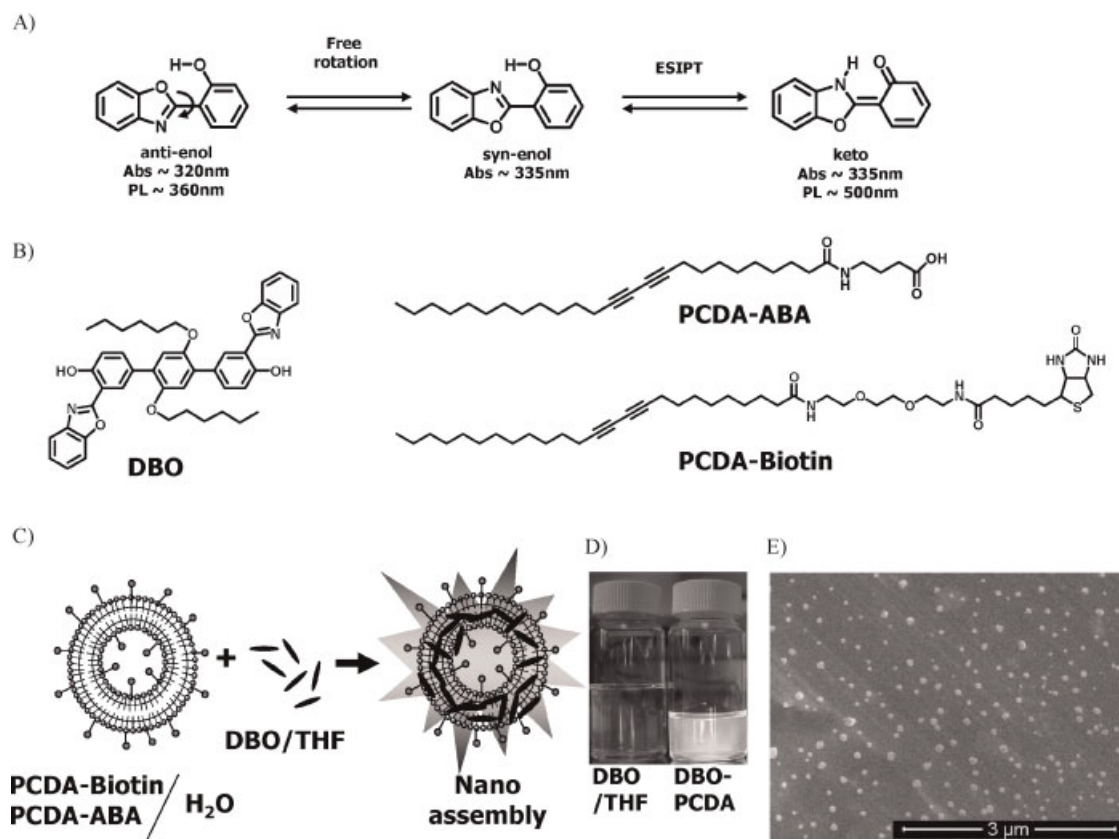 A)
Free
rotation
ESIPT
H-O
O
N
anti-enol
Abs ~ 320nm
PL ~ 360nm
H-O
N
O
syn-enol
Abs ~ 335nm
H
N
O
O
keto
Abs ~ 335nm
PL ~ 500nm
B)
O
N
O
HO
OH
N
O
O
DBO
O
N
H
OH
O
PCDA-ABA
O
HN
NH
O
N
H
O
O
H
N
O
S
PCDA-Biotin
C)
+
DBO/THF
PCDA-Biotin
PCDA-ABA / H2O
Nano
assembly
D)
DBO
/THF
DBO-
PCDA
E)
3 μm